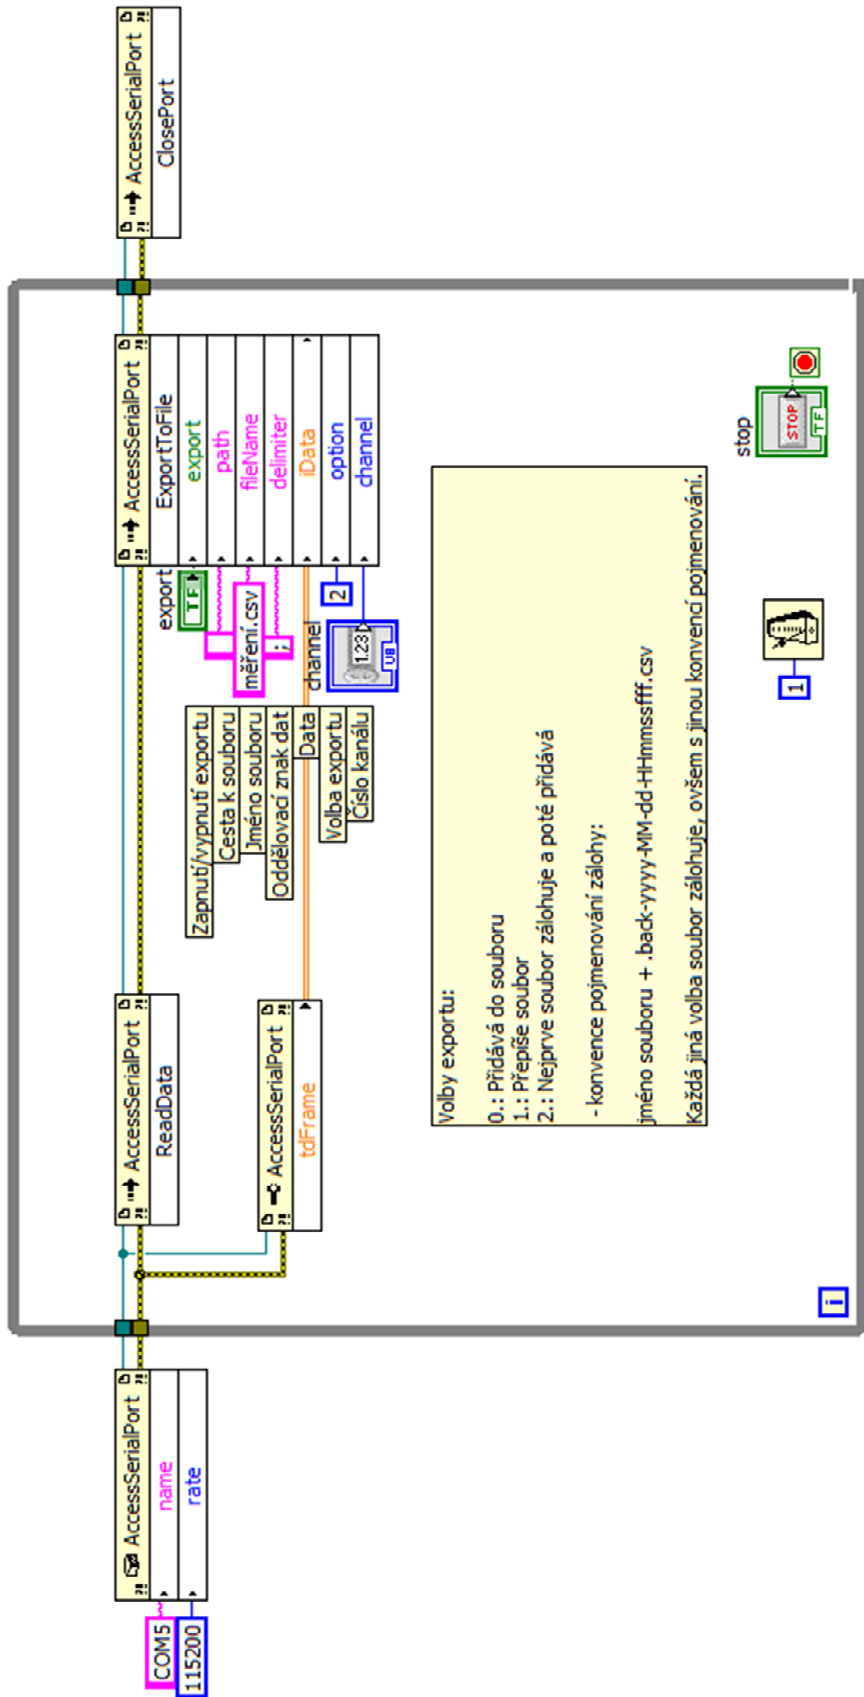 COM5
115200
AccessSerialPort
name
rate
AccessSerialPort
ReadData
AccessSerialPort
tdFrame
Zapnutí/vypnutí exportu
Cesta k souboru
Jméno souboru
Oddělovací znak dat
Data
Volba exportu
Číslo kanálu
export
TF
měření.csv
;
2
channel
1.23
U8
AccessSerialPort
ExportToFile
export
path
fileName
delimiter
iData
option
channel
AccessSerialPort
ClosePort
Volby exportu:
0.: Přidává do souboru
1.: Přepíše soubor
2.: Nejprve soubor zálohuje a poté přidává
- konvence pojmenování zálohy:
jméno souboru + .back-yyyy-MM-dd-HHmmssfff.csv
Každá jiná volba soubor zálohuje, ovšem s jinou konvencí pojmenování.
i
1
stop
STOP
TF